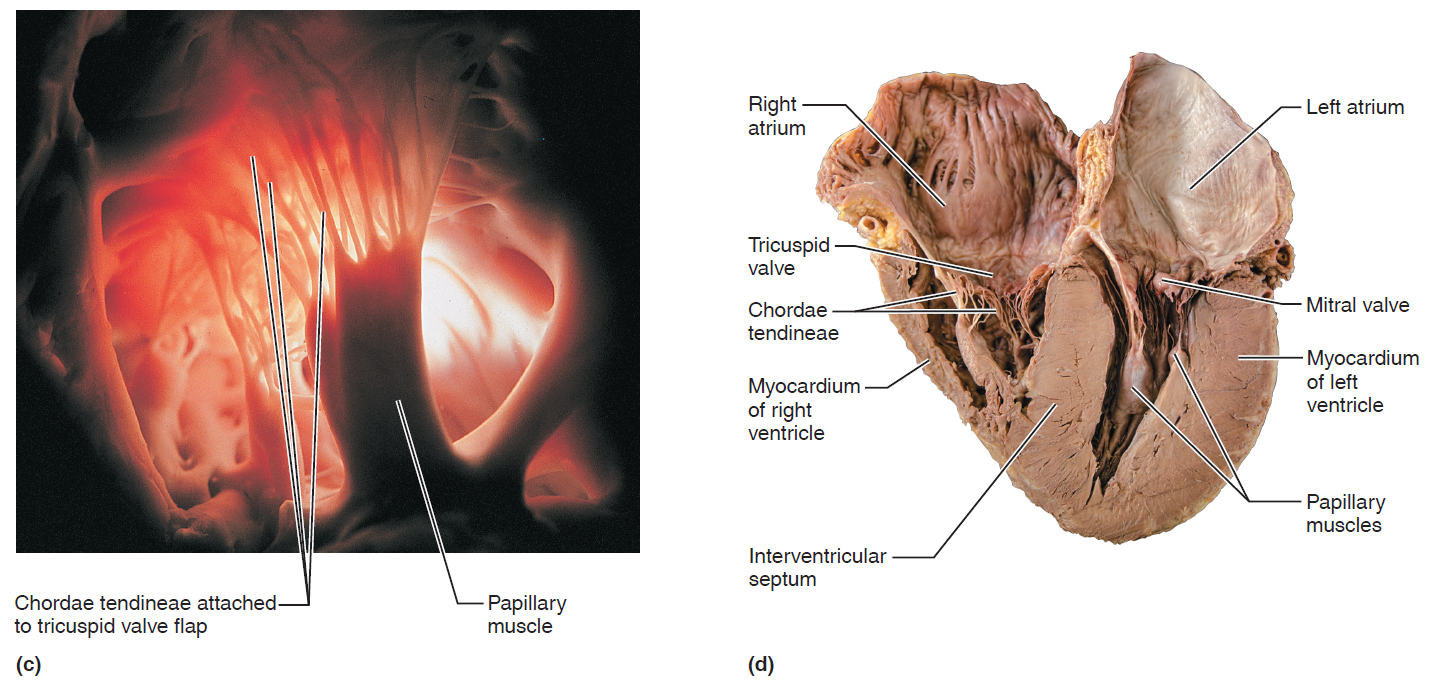 Chordae tendineae attached
to tricuspid valve flap
Papillary
muscle
(c)
Right
atrium
Tricuspid
valve
Chordae
tendineae
Myocardium
of right
ventricle
Interventricular
septum
Left atrium
Mitral valve
Myocardium
of left
ventricle
Papillary
muscles
(d)